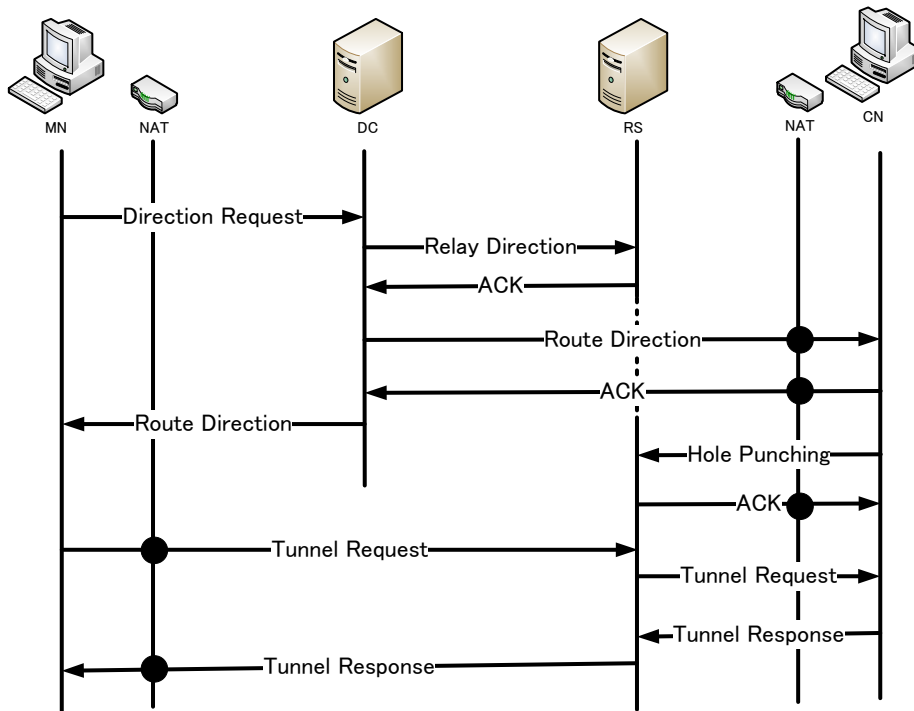 MN
NAT
DC
RS
NAT
CN
Direction Request
Relay Direction
ACK
Route Direction
ACK
Route Direction
Hole Punching
ACK
Tunnel Request
Tunnel Request
Tunnel Response
Tunnel Response